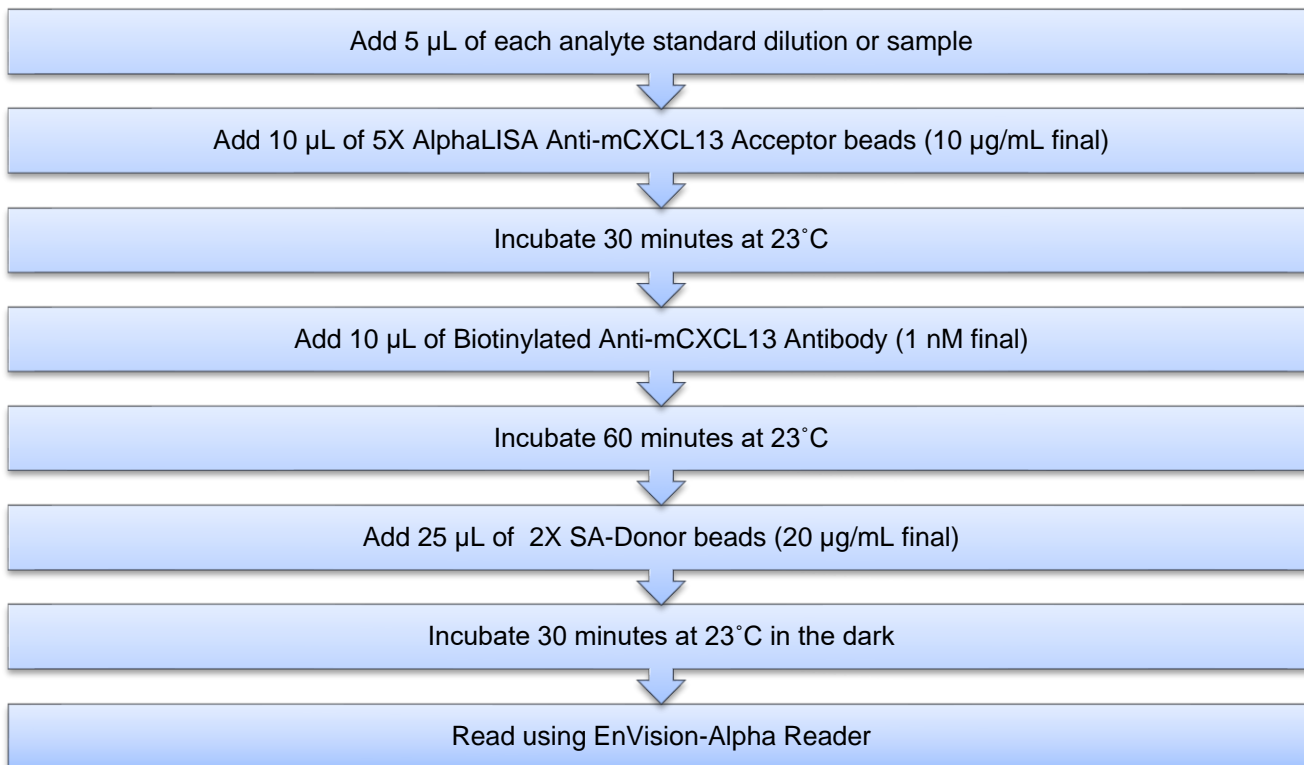 Add 5 µL of each analyte standard dilution or sample
Add 10 µL of 5X AlphaLISA Anti-mCXCL13 Acceptor beads (10 µg/mL final)
Incubate 30 minutes at 23˚C
Add 10 µL of Biotinylated Anti-mCXCL13 Antibody (1 nM final)
Incubate 60 minutes at 23˚C
Add 25 µL of  2X SA-Donor beads (20 µg/mL final)
Incubate 30 minutes at 23˚C in the dark
Read using EnVision-Alpha Reader